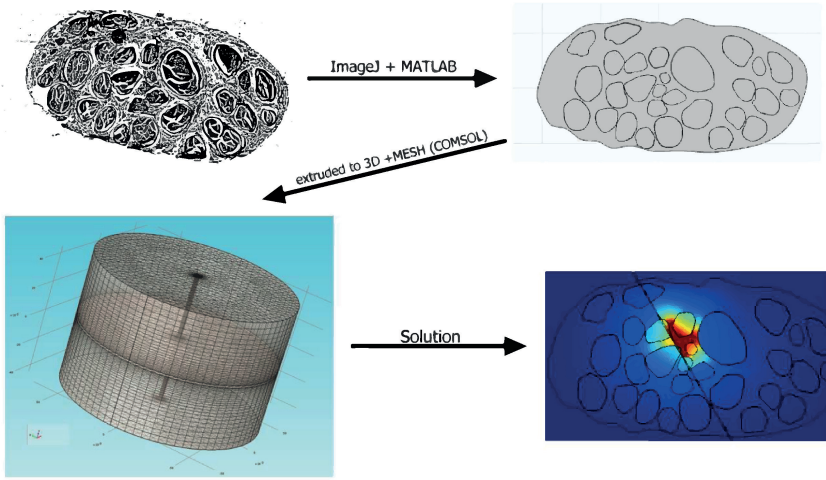 ImageJ + MATLAB
extruded to 3D +MESH (COMSOL)
Solution